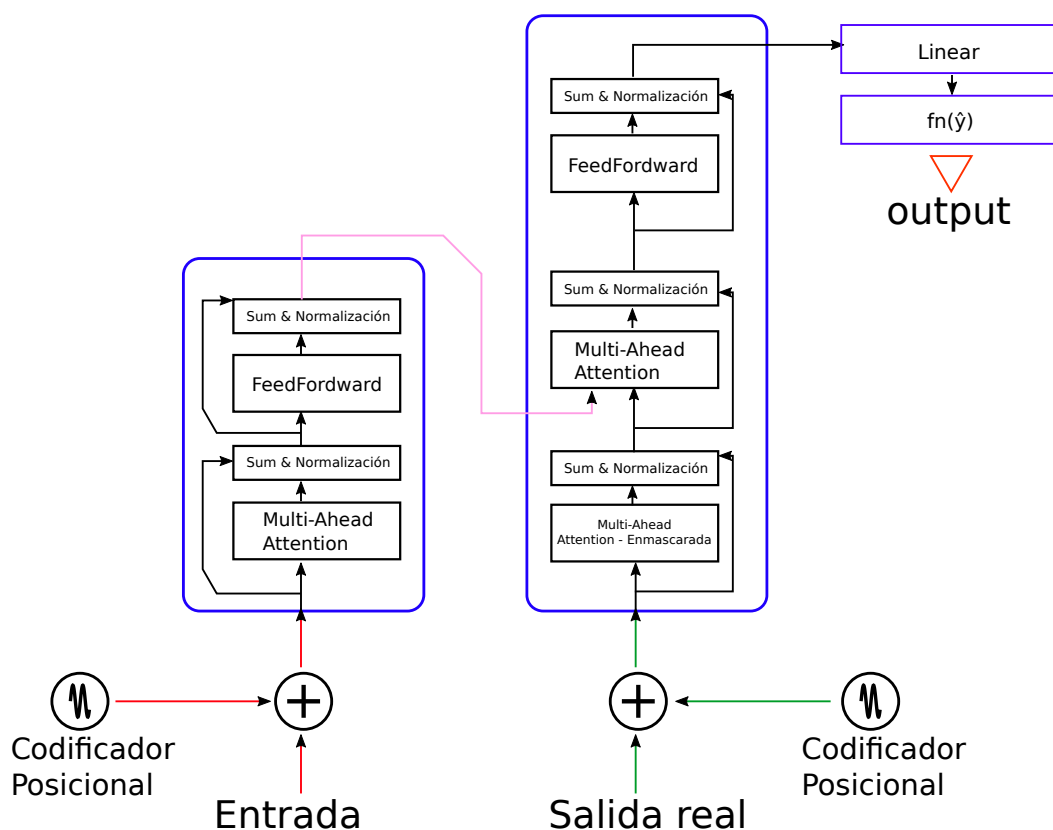 Linear
Sum & Normalización
fn(ŷ)
FeedFordward
output
Sum & Normalización
Multi-Ahead
Attention
Sum & Normalización
Multi-Ahead
Attention - Enmascarada
Sum & Normalización
FeedFordward
Sum & Normalización
Multi-Ahead
Attention
Codificador
Posicional
Codificador
Posicional
Entrada
Salida real